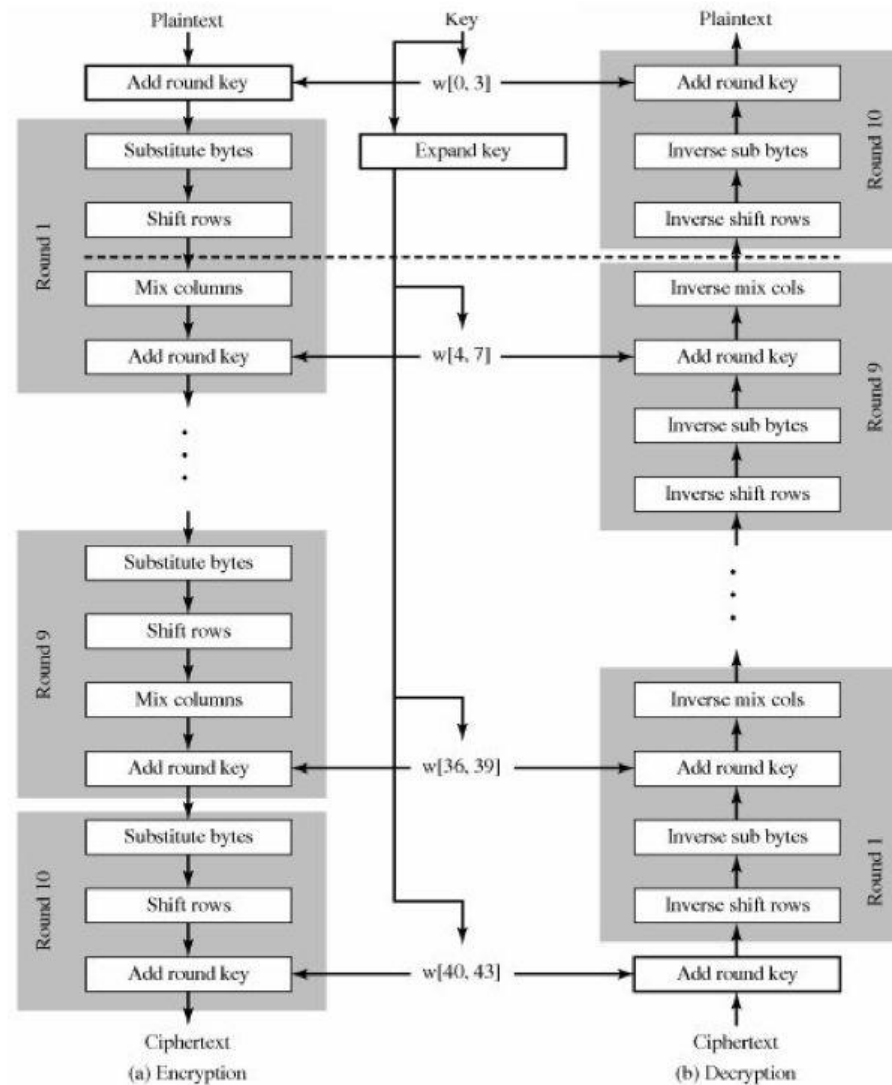 Plaintext
Add round key
Round 1
Substitute bytes
Shift rows
Mix columns
Add round key
Round 9
Substitute bytes
Shift rows
Mix columns
Add round key
Round 10
Substitute bytes
Shift rows
Add round key
Ciphertext
(a) Encryption
Key
w[0, 3]
Expand key
w[4, 7]
w[36, 39]
w[40, 43]
Plaintext
Add round key
Inverse sub bytes
Inverse shift rows
Round 10
Inverse mix cols
Add round key
Inverse sub bytes
Inverse shift rows
Round 9
Inverse mix cols
Add round key
Inverse sub bytes
Inverse shift rows
Round 1
Add round key
Ciphertext
(b) Decryption